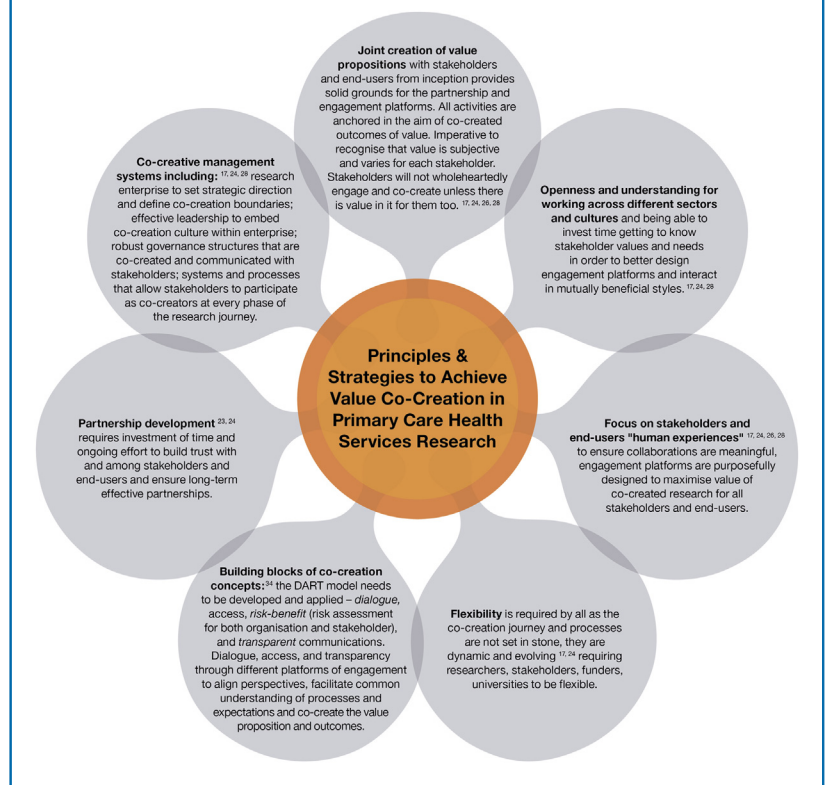 Joint creation of value
propositions with stakeholders
and end-users from inception provides
solid grounds for the partnership and
engagement platforms. All activities are
anchored in the aim of co-created
outcomes of value. Imperative to
recognise that value is subjective
and varies for each stakeholder.
Stakeholders will not wholeheartedly
engage and co-create unless there
is value in it for them too. 17, 24, 26, 28
Openness and understanding for
working across different sectors
and cultures and being able to
invest time getting to know
stakeholder values and needs
in order to better design
engagement platforms and interact
in mutually beneficial styles. 17, 24, 28
Focus on stakeholders and
end-users "human experiences" 17, 24, 26, 28
to ensure collaborations are meaningful,
engagement platforms are purposefully
designed to maximise value of
co-created research for all
stakeholders and end-users.
Flexibility is required by all as the
co-creation journey and processes
are not set in stone, they are
dynamic and evolving 17, 24 requiring
researchers, stakeholders, funders,
universities to be flexible.
Building blocks of co-creation
concepts:34 the DART model needs
to be developed and applied – dialogue,
access, risk-benefit (risk assessment
for both organisation and stakeholder),
and transparent communications.
Dialogue, access, and transparency
through different platforms of engagement
to align perspectives, facilitate common
understanding of processes and
expectations and co-create the value
proposition and outcomes.
Partnership development 23, 24
requires investment of time and
ongoing effort to build trust with
and among stakeholders and
end-users and ensure long-term
effective partnerships.
Co-creative management
systems including: 17, 24, 28 research
enterprise to set strategic direction
and define co-creation boundaries;
effective leadership to embed
co-creation culture within enterprise;
robust governance structures that are
co-created and communicated with
stakeholders; systems and processes
that allow stakeholders to participate
as co-creators at every phase of
the research journey.
Principles &
Strategies to Achieve
Value Co-Creation in
Primary Care Health
Services Research